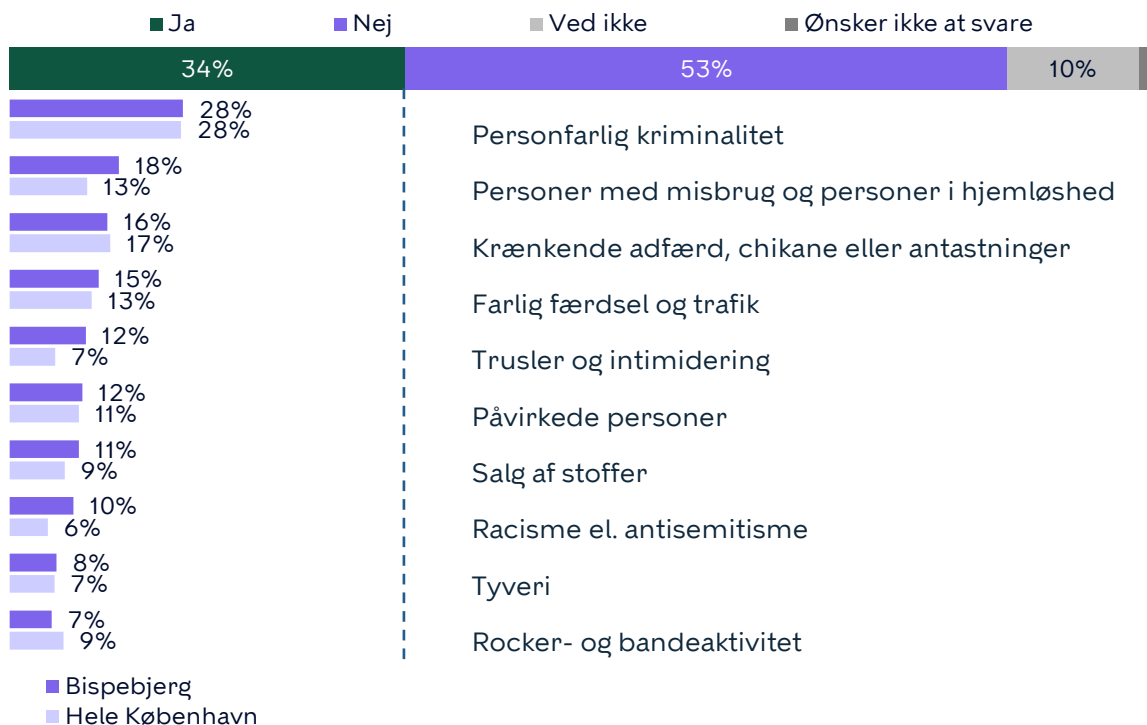 Ja Nej Ved ikke Ønsker ikke at svare
34% 53% 10%
28%
28%
Personfarlig kriminalitet
18%
13%
Personer med misbrug og personer i hjemløshed
16%
17%
Krænkende adfærd, chikane eller antastninger
15%
13%
Farlig færdsel og trafik
12%
7%
Trusler og intimidering
12%
11%
Påvirkede personer
11%
9%
Salg af stoffer
10%
6%
Racisme el. antisemitisme
8%
7%
Tyveri
7%
9%
Rocker- og bandeaktivitet
Bispebjerg
Hele København